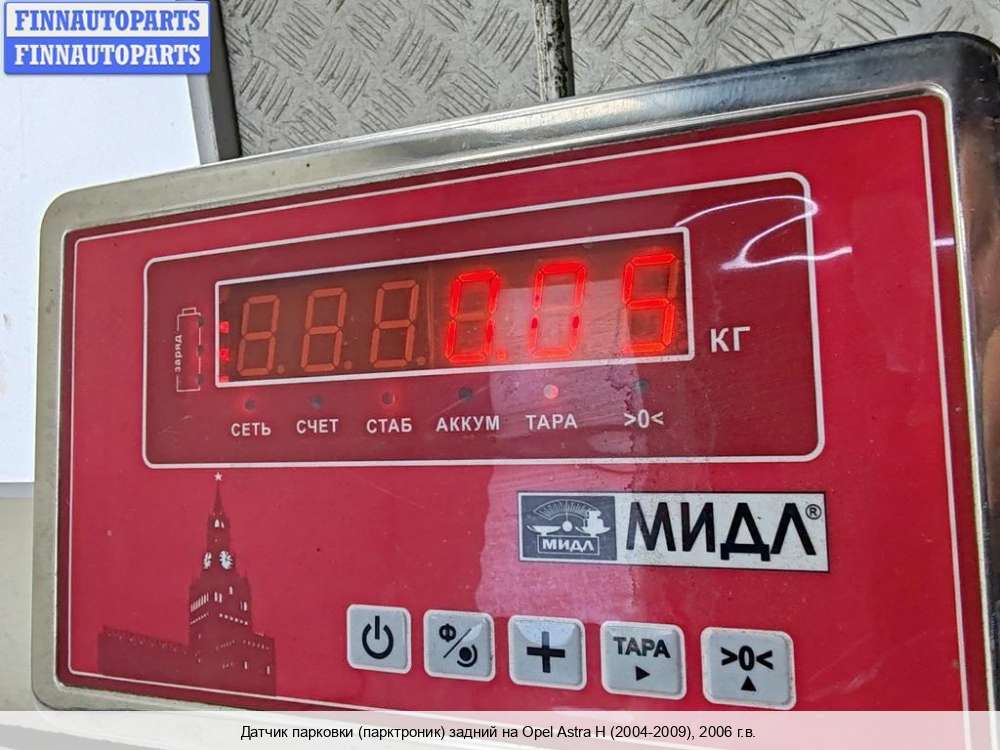 FINNAUTOPARTS
FINNAUTOPARTS
заряд
0.05 КГ
СЕТЬ СЧЕТ СТАБ АККУМ ТАРА >0<
МИДЛ МИДЛ®
Ф ТАРА >0<
Датчик парковки (парктроник) задний на Opel Astra H (2004-2009), 2006 г.в.